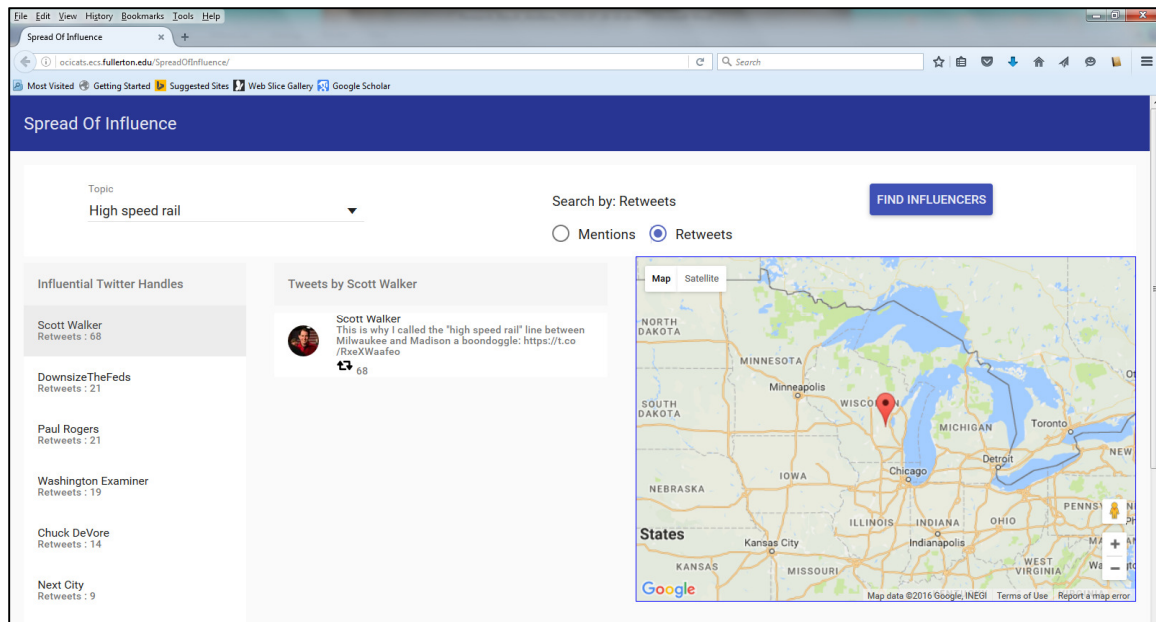 File Edit View History Bookmarks Tools Help
Spread Of Influence × +
ocicats.ecs.fullerton.edu/SpreadOfInfluence/
Search
Most Visited Getting Started Suggested Sites Web Slice Gallery Google Scholar
Spread Of Influence
Topic
High speed rail
Search by: Retweets
Mentions Retweets
FIND INFLUENCERS
Influential Twitter Handles
Scott Walker
Retweets : 68
DownsizeTheFeds
Retweets : 21
Paul Rogers
Retweets : 21
Washington Examiner
Retweets : 19
Chuck DeVore
Retweets : 14
Next City
Retweets : 9
Tweets by Scott Walker
Scott Walker
This is why I called the "high speed rail" line between
Milwaukee and Madison a boondoggle: https://t.co
/RxeXWaafeo
68
Map Satellite
NORTH
DAKOTA
MINNESOTA
Minneapolis
SOUTH
DAKOTA
WISCON N
MICHIGAN
Toronto
Ot
NEW
Detroit
Chicago
IOWA
NEBRASKA
PENNS
ILLINOIS
INDIANA
OHIO
Indianapolis
States
Kansas City
KANSAS
MISSOURI
WEST
VIRGINIA
Google
Map data ©2016 Google, INEGI Terms of Use Report a map error